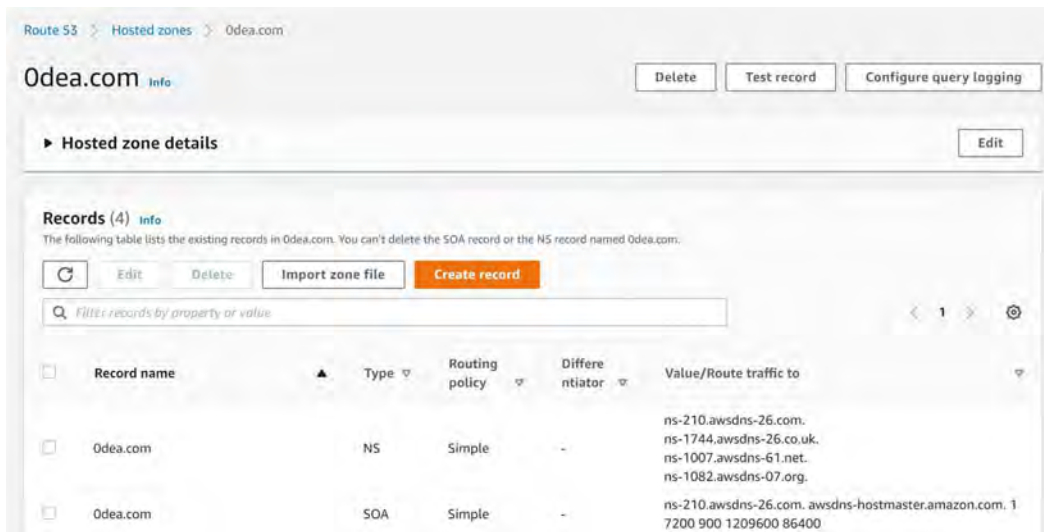 Route 53 > Hosted zones > 0dea.com
0dea.com Info
Delete
Test record
Configure query logging
▶ Hosted zone details
Edit
Records (4) Info
The following table lists the existing records in 0dea.com. You can't delete the SOA record or the NS record named 0dea.com.
Edit
Delete
Import zone file
Create record
Filter records by property or value
1
Record name
Type
Routing
policy
Differe
ntiator
Value/Route traffic to
0dea.com
NS
Simple
-
ns-210.awsdns-26.com.
ns-1744.awsdns-26.co.uk.
ns-1007.awsdns-61.net.
ns-1082.awsdns-07.org.
0dea.com
SOA
Simple
-
ns-210.awsdns-26.com. awsdns-hostmaster.amazon.com. 1
7200 900 1209600 86400